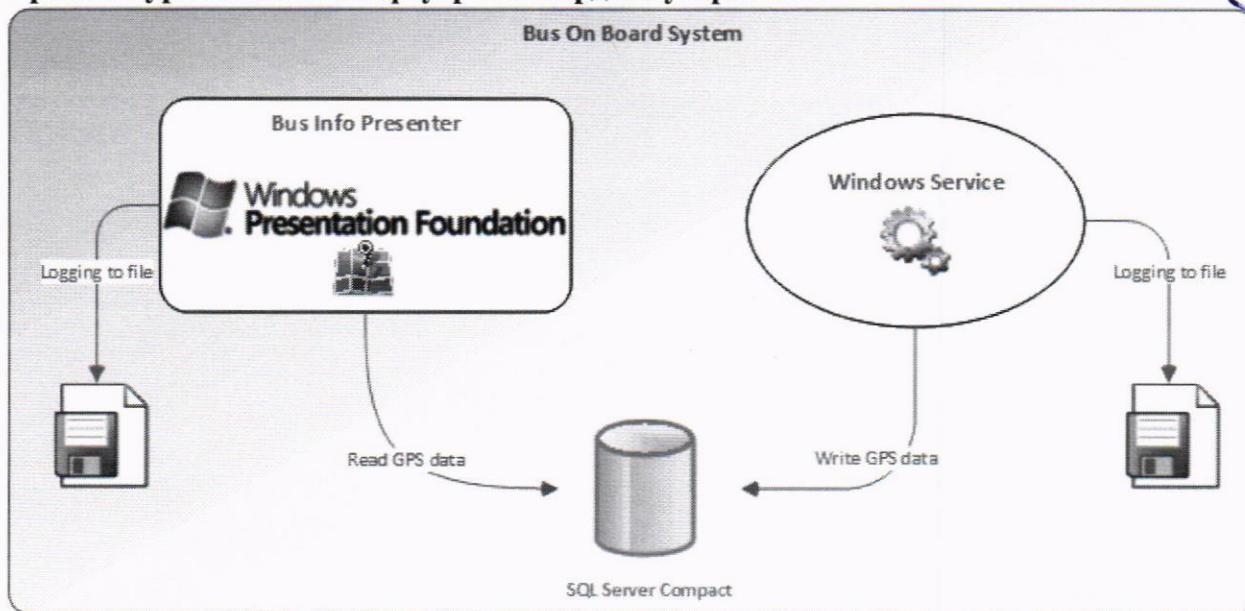 Bus On Board System
Bus Info Presenter
Windows
Presentation Foundation
Windows Service
Logging to file
Logging to file
Read GPS data
Write GPS data
SQL Server Compact